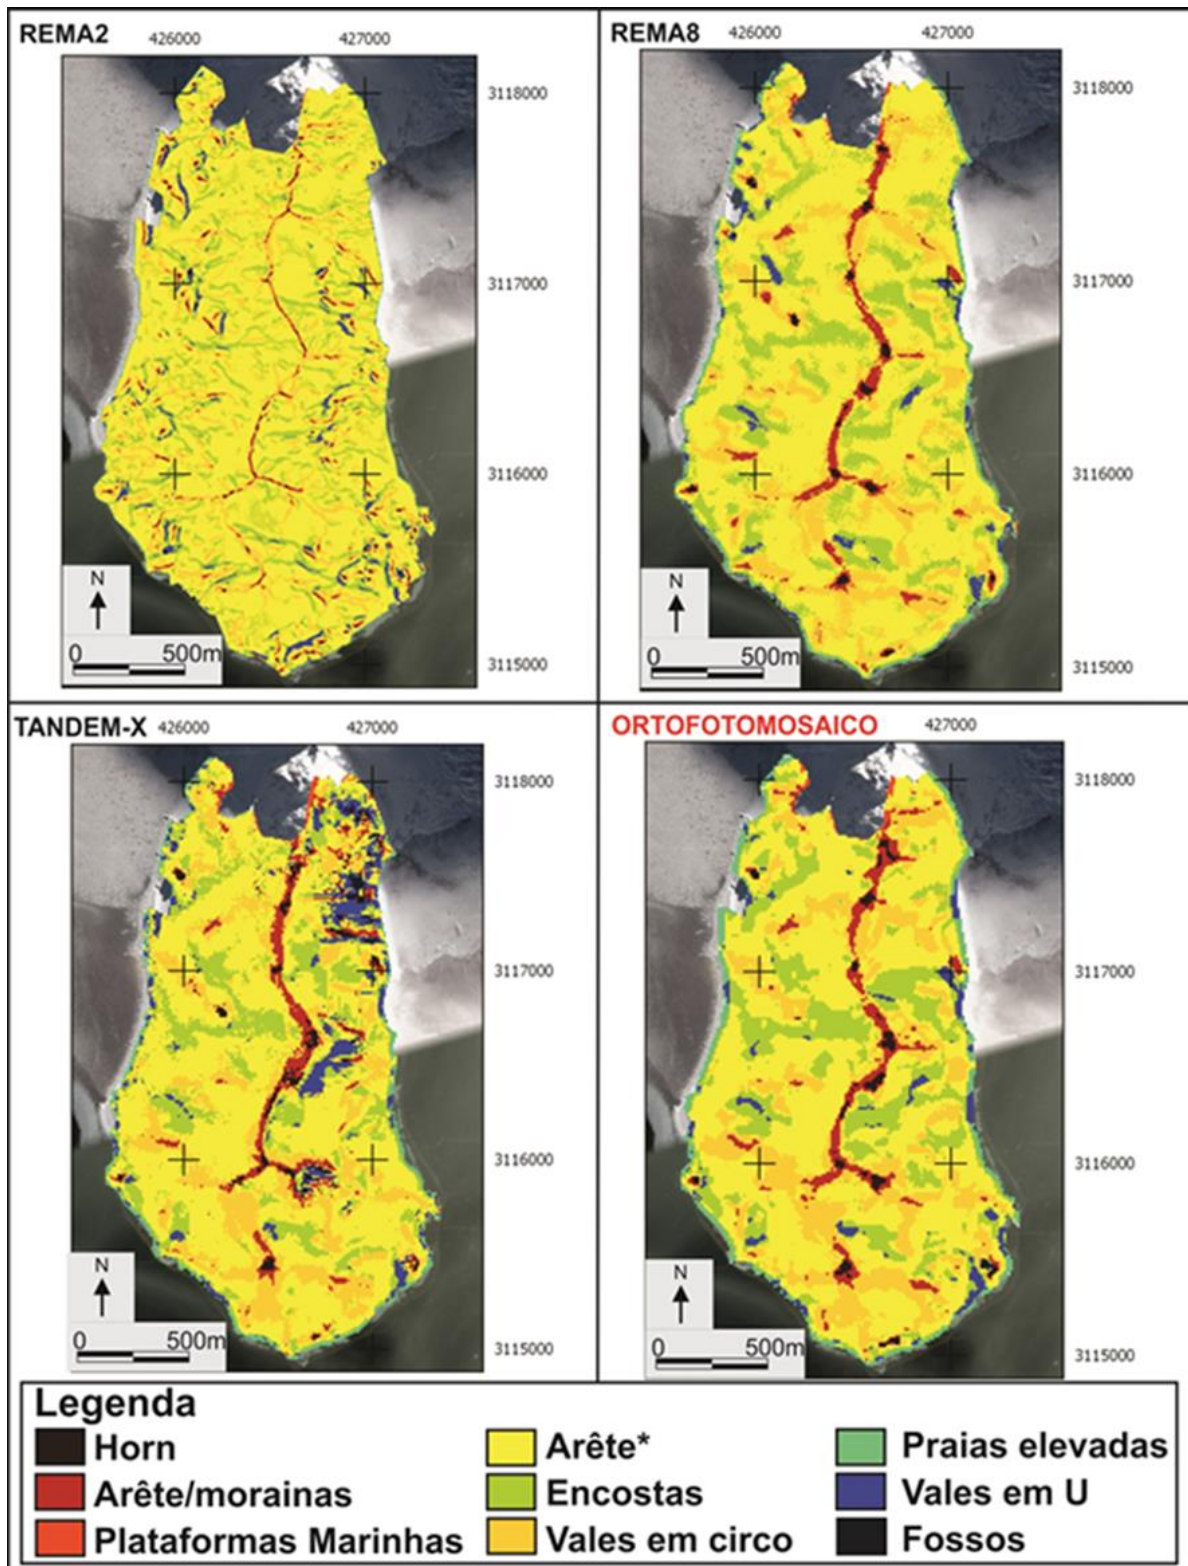 REMA2
426000 427000
3118000
3117000
3116000
3115000
N
0 500m
REMA8
426000 427000
3118000
3117000
3116000
3115000
N
0 500m
TANDEM-X
426000 427000
3118000
3117000
3116000
3115000
N
0 500m
ORTOFOTOMOSAICO
427000
3118000
3117000
3116000
3115000
N
0 500m
Legenda
Horn
Arête/morainas
Plataformas Marinhas
Arête*
Encostas
Vales em circo
Praias elevadas
Vales em U
Fossos